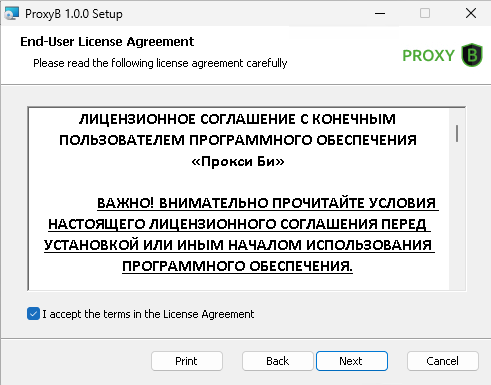 ProxyB 1.0.0 Setup
End-User License Agreement
Please read the following license agreement carefully
PROXY B
ЛИЦЕНЗИОННОЕ СОГЛАШЕНИЕ С КОНЕЧНЫМ
ПОЛЬЗОВАТЕЛЕМ ПРОГРАММНОГО ОБЕСПЕЧЕНИЯ
«Прокси Би»
ВАЖНО! ВНИМАТЕЛЬНО ПРОЧИТАЙТЕ УСЛОВИЯ
НАСТОЯЩЕГО ЛИЦЕНЗИОННОГО СОГЛАШЕНИЯ ПЕРЕД
УСТАНОВКОЙ ИЛИ ИНЫМ НАЧАЛОМ ИСПОЛЬЗОВАНИЯ
ПРОГРАММНОГО ОБЕСПЕЧЕНИЯ.
I accept the terms in the License Agreement
Print Back Next Cancel